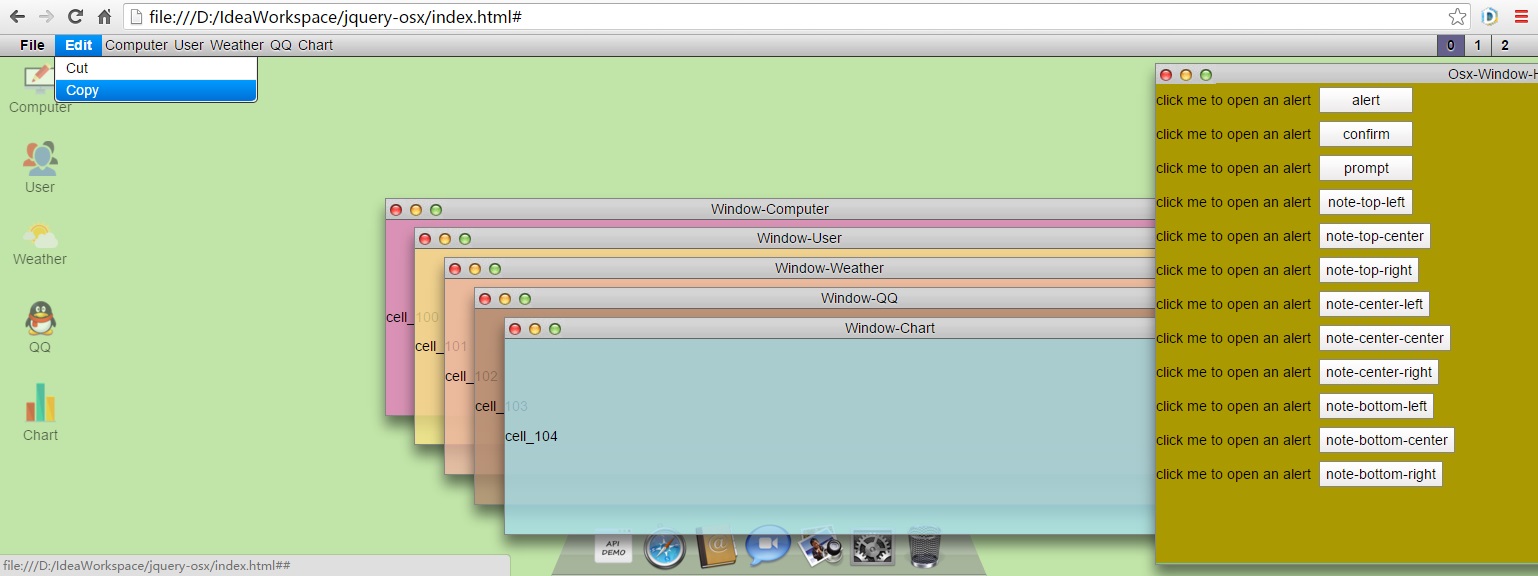 file:///D:/IdeaWorkspace/jquery-osx/index.html#
File Edit Computer User Weather QQ Chart 0 1 2
Cut
Copy
Computer
User
Weather
QQ
Chart
Window-Computer
cell_100
Window-User
cell_101
Window-Weather
cell_102
Window-QQ
cell_103
Window-Chart
cell_104
Osx-Window-H
click me to open an alert alert
click me to open an alert confirm
click me to open an alert prompt
click me to open an alert note-top-left
click me to open an alert note-top-center
click me to open an alert note-top-right
click me to open an alert note-center-left
click me to open an alert note-center-center
click me to open an alert note-center-right
click me to open an alert note-bottom-left
click me to open an alert note-bottom-center
click me to open an alert note-bottom-right
API
DEMO
@
file:///D:/IdeaWorkspace/jquery-osx/index.html##